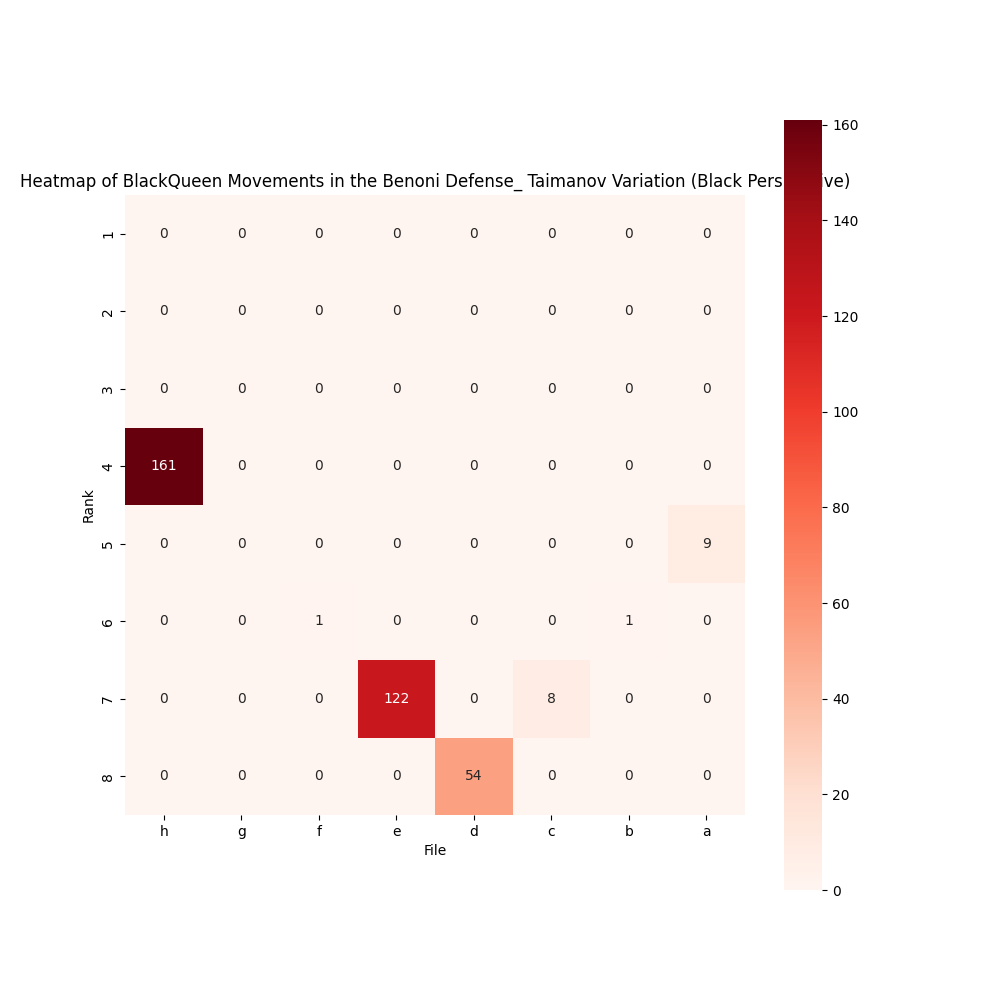 160
Heatmap of BlackQueen Movements in the Benoni Defense_ Taimanov Variation (Black Perspective)
140
1 0 0 0 0 0 0 0 0
2 0 0 0 0 0 0 0 0
120
3 0 0 0 0 0 0 0 0
100
4 161 0 0 0 0 0 0 0
Rank
80
5 0 0 0 0 0 0 0 9
60
6 0 0 1 0 0 0 1 0
40
7 0 0 0 122 0 8 0 0
8 0 0 0 0 54 0 0 0
20
h g f e d c b a
File
0